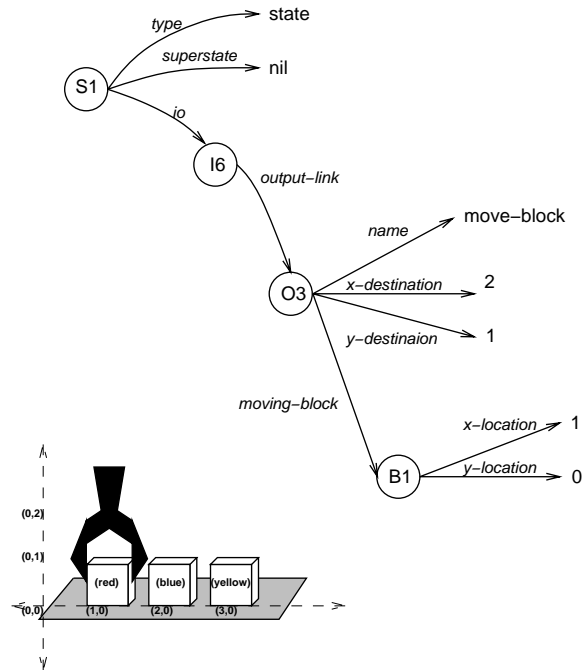 type
state
superstate
nil
S1
io
I6
output-link
name
move-block
O3
x-destination
2
y-destinaion
1
moving-block
x-location
1
B1
y-location
0
(0,2)
(0,1)
(red)
(blue)
(yellow)
(0,0)
(1,0)
(2,0)
(3,0)